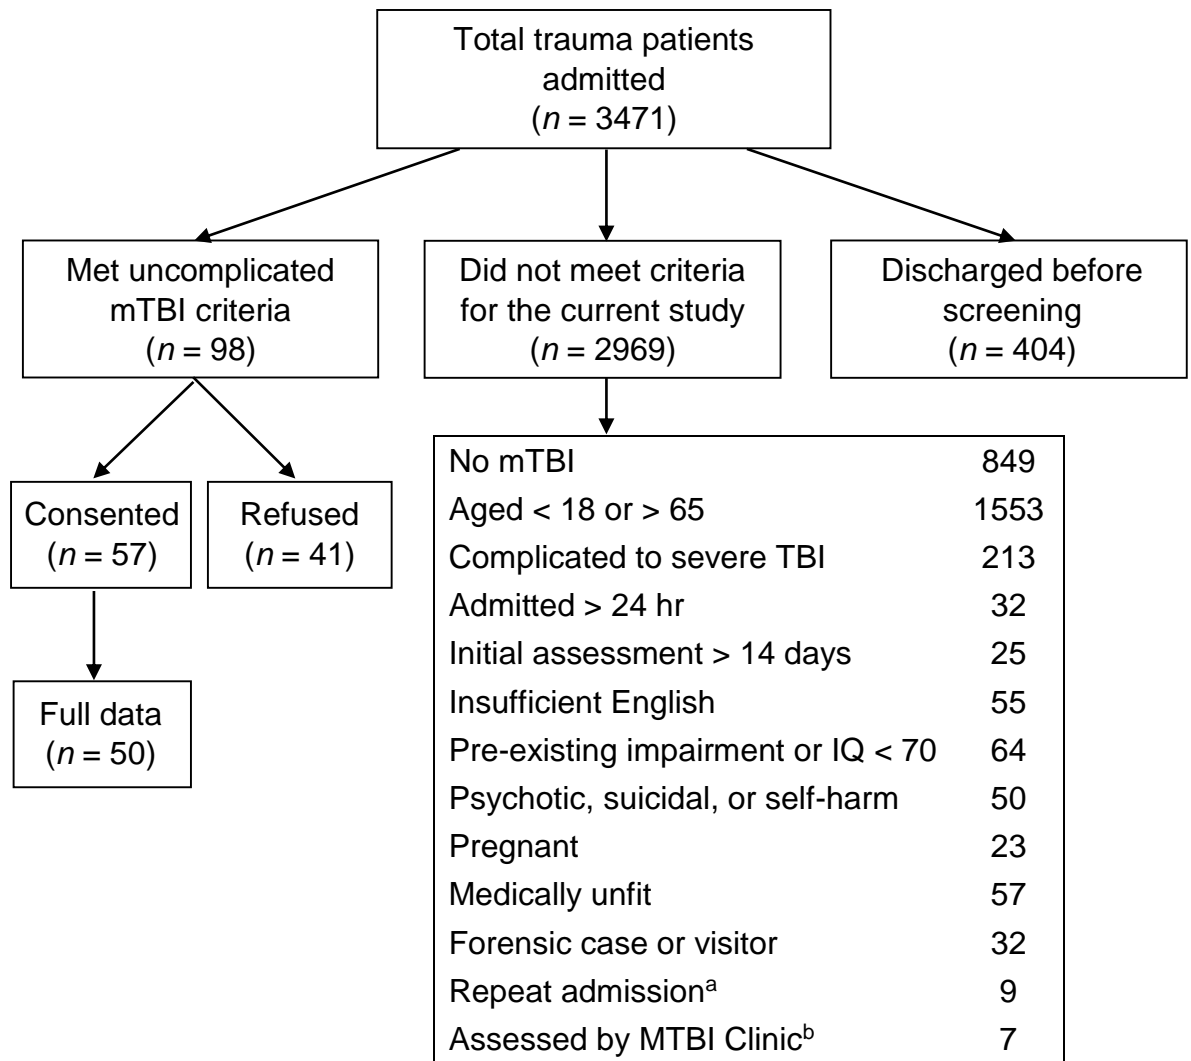 Total trauma patients
admitted
(n = 3471)
Met uncomplicated
mTBI criteria
(n = 98)
Did not meet criteria
for the current study
(n = 2969)
Discharged before
screening
(n = 404)
Consented
(n = 57)
Refused
(n = 41)
Full data
(n = 50)
No mTBI 849
Aged < 18 or > 65 1553
Complicated to severe TBI 213
Admitted > 24 hr 32
Initial assessment > 14 days 25
Insufficient English 55
Pre-existing impairment or IQ < 70 64
Psychotic, suicidal, or self-harm 50
Pregnant 23
Medically unfit 57
Forensic case or visitor 32
Repeat admissionᵃ 9
Assessed by MTBI Clinicᵇ 7